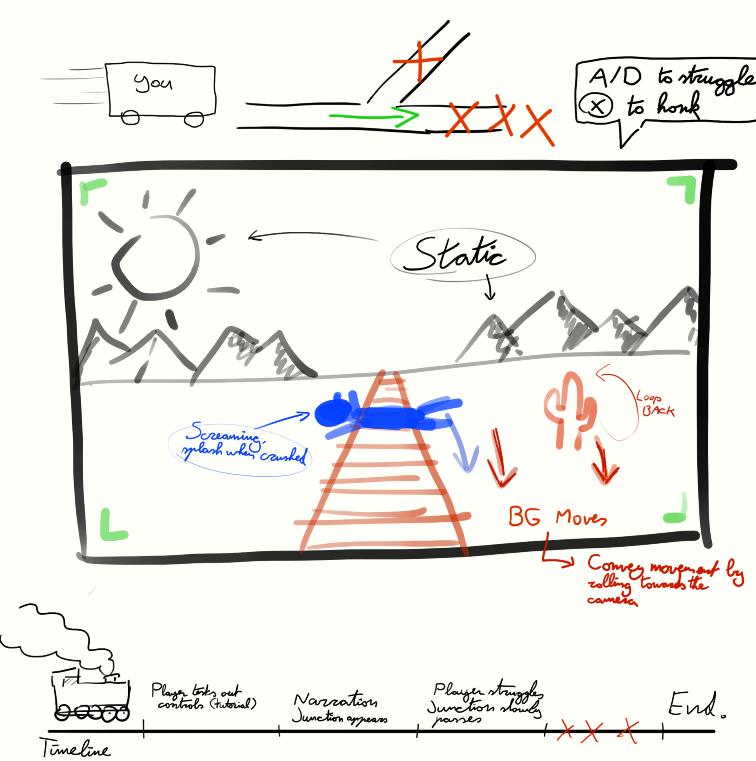 you
A/D to struggle
X to honk
Static
Loop
BACK
Screaming,
splash when crushed
BG Moves
Convey movement by
rolling towards the
camera
Player tests out
controls (tutorial)
Narration
Junction appears
Player struggles
Junction slowly
passes
End.
Timeline